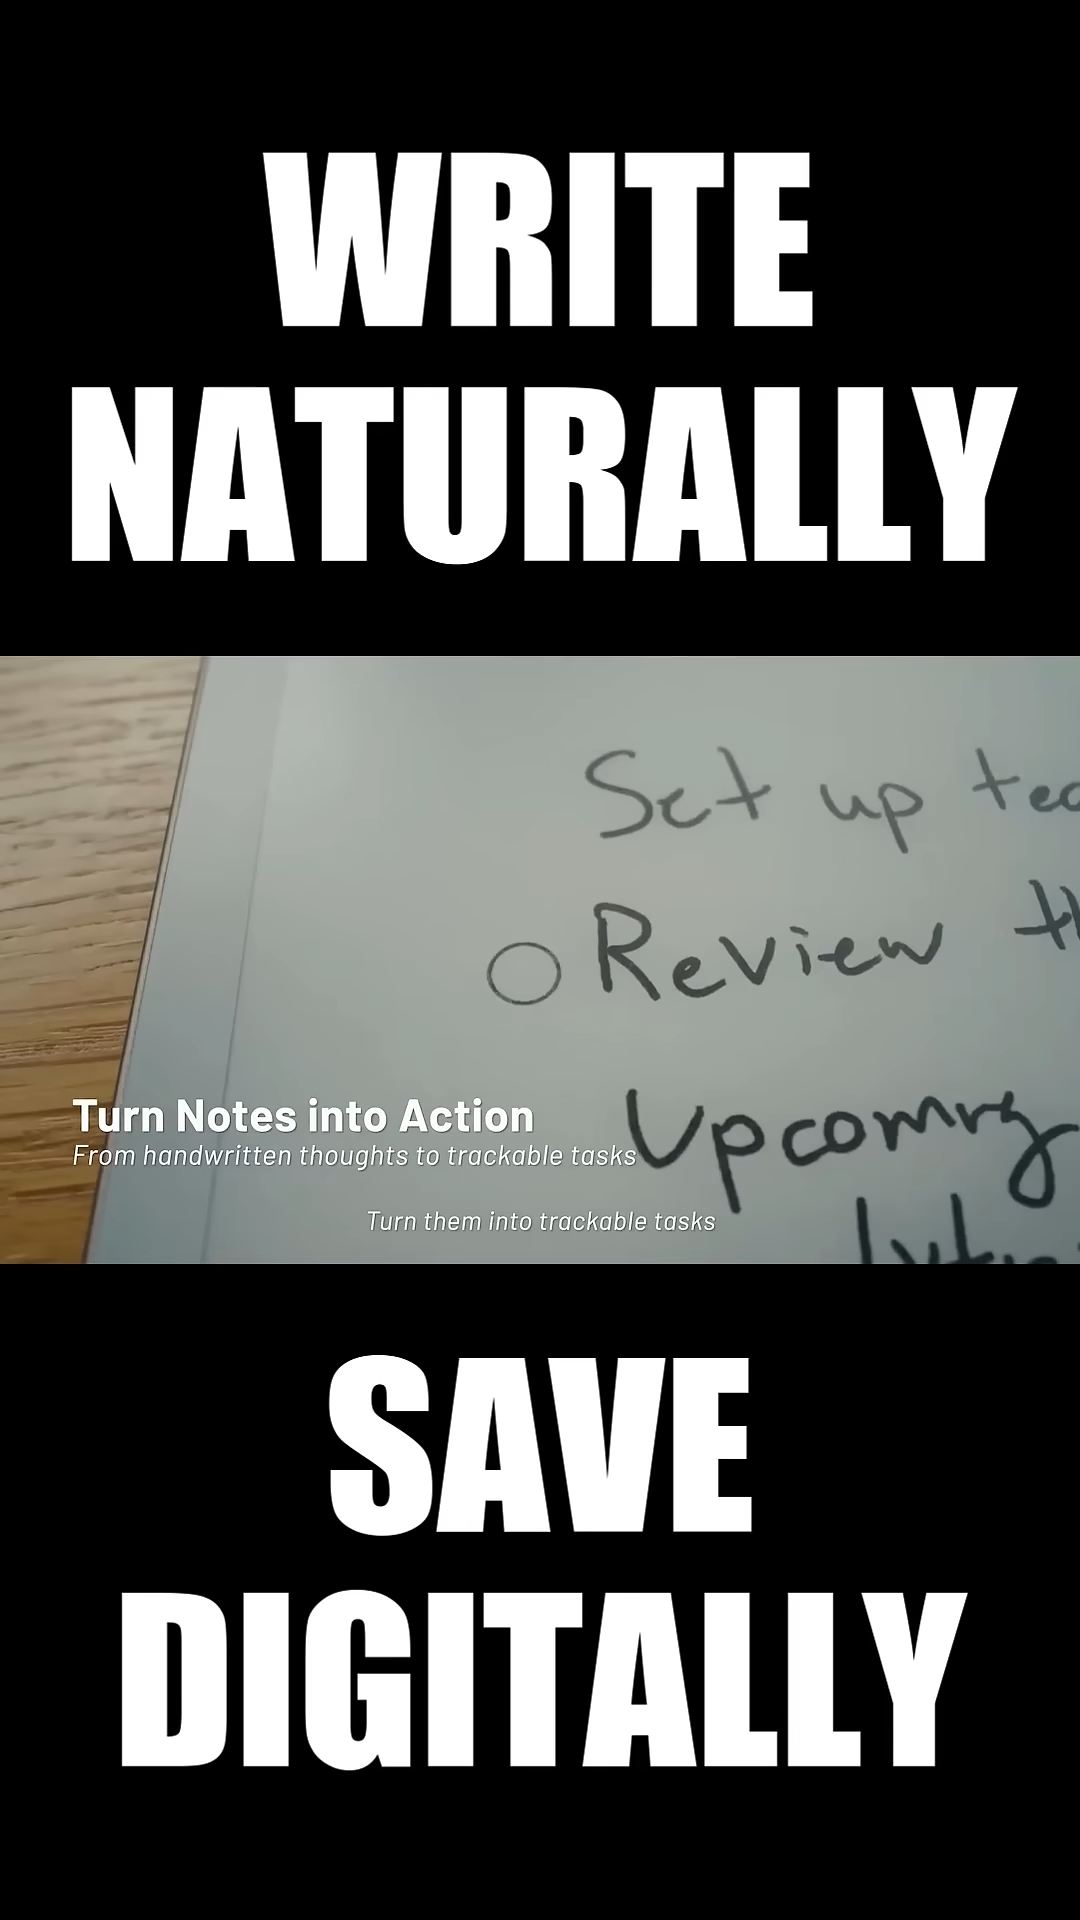 WRITE
NATURALLY
Set up
Review
Turn Notes into Action
From handwritten thoughts to trackable tasks
Upcoming
Turn them into trackable tasks
SAVE
DIGITALLY